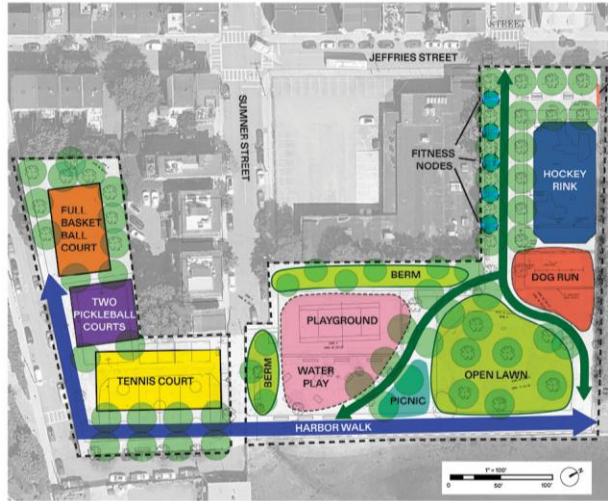 STREET
JEFFRIES STREET
SUMNER STREET
FITNESS
NODES
HOCKEY
RINK
FULL
BASKET
BALL
COURT
DOG RUN
BERM
TWO
PICKLEBALL
COURTS
PLAYGROUND
TENNIS COURT
BERM
WATER
PLAY
PICNIC
OPEN LAWN
HARBOR WALK
1" = 100'
0 50' 100'
N